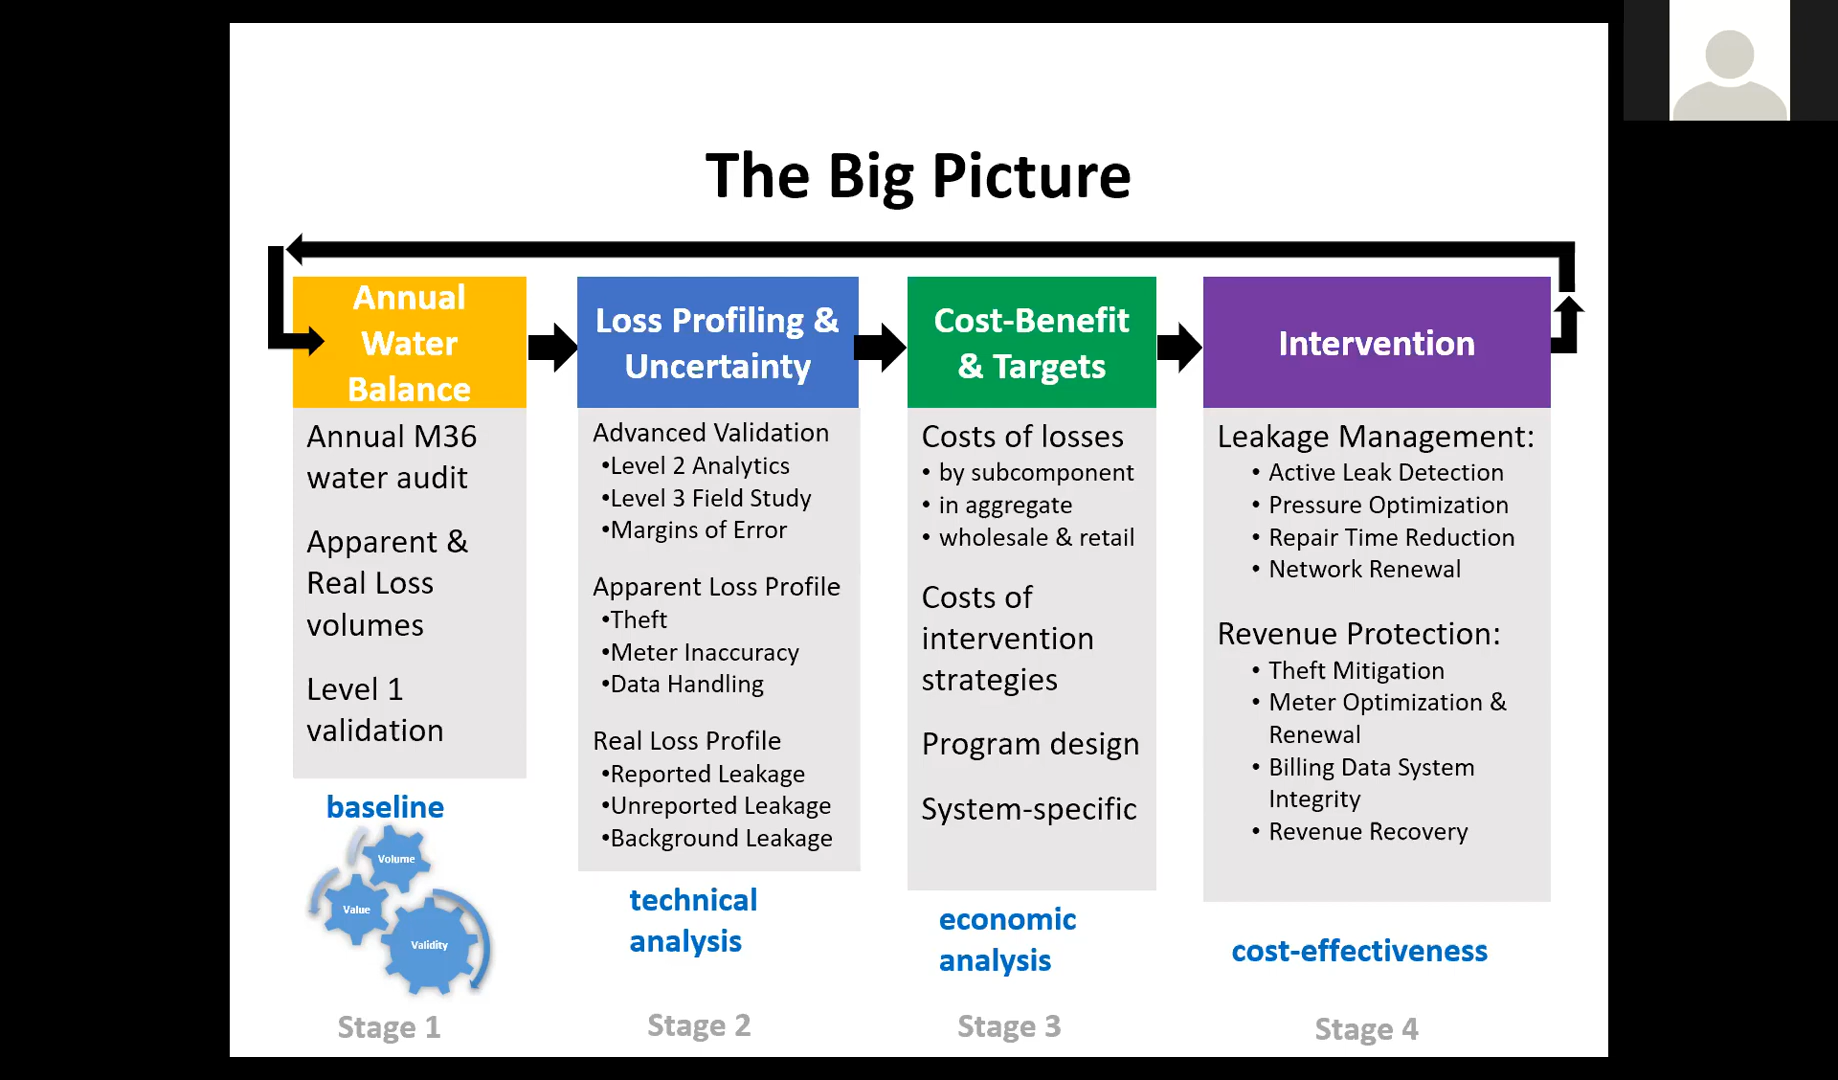 The Big Picture
Annual
Water
Balance
Annual M36
water audit
Apparent &
Real Loss
volumes
Level 1
validation
baseline
Volume
Value
Validity
Stage 1
Loss Profiling &
Uncertainty
Advanced Validation
•Level 2 Analytics
•Level 3 Field Study
•Margins of Error
Apparent Loss Profile
•Theft
•Meter Inaccuracy
•Data Handling
Real Loss Profile
•Reported Leakage
•Unreported Leakage
•Background Leakage
technical
analysis
Stage 2
Cost-Benefit
& Targets
Costs of losses
• by subcomponent
• in aggregate
• wholesale & retail
Costs of
intervention
strategies
Program design
System-specific
economic
analysis
Stage 3
Intervention
Leakage Management:
• Active Leak Detection
• Pressure Optimization
• Repair Time Reduction
• Network Renewal
Revenue Protection:
• Theft Mitigation
• Meter Optimization &
Renewal
• Billing Data System
Integrity
• Revenue Recovery
cost-effectiveness
Stage 4